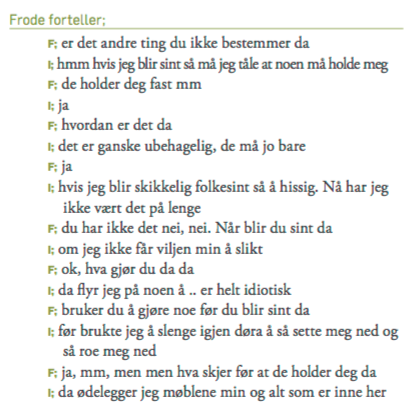 Frode forteller;
F; er det andre ting du ikke bestemmer da
I; hmm hvis jeg blir sint så må jeg tåle at noen må holde meg
F; de holder deg fast mm
I; ja
F; hvordan er det da
I; det er ganske ubehagelig, de må jo bare
F; ja
I; hvis jeg blir skikkelig folkesint så å hissig. Nå har jeg
ikke vært det på lenge
F; du har ikke det nei, nei. Når blir du sint da
I; om jeg ikke får viljen min å slikt
F; ok, hva gjør du da da
I; da flyr jeg på noen å .. er helt idiotisk
F; bruker du å gjøre noe før du blir sint da
I; før brukte jeg å slenge igjen døra å så sette meg ned og
så roe meg ned
F; ja, mm, men men hva skjer før at de holder deg da
I; da ødelegger jeg møblene min og alt som er inne her